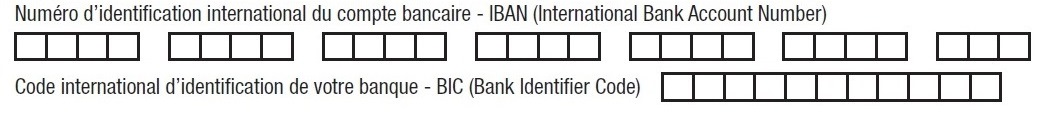 Numéro d'identification international du compte bancaire - IBAN (International Bank Account Number)
Code international d'identification de votre banque - BIC (Bank Identifier Code)